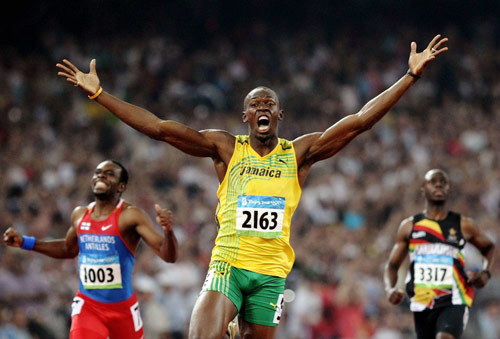 Jamaica
2163
NETHERLANDS
ANTILLES
1003
3317